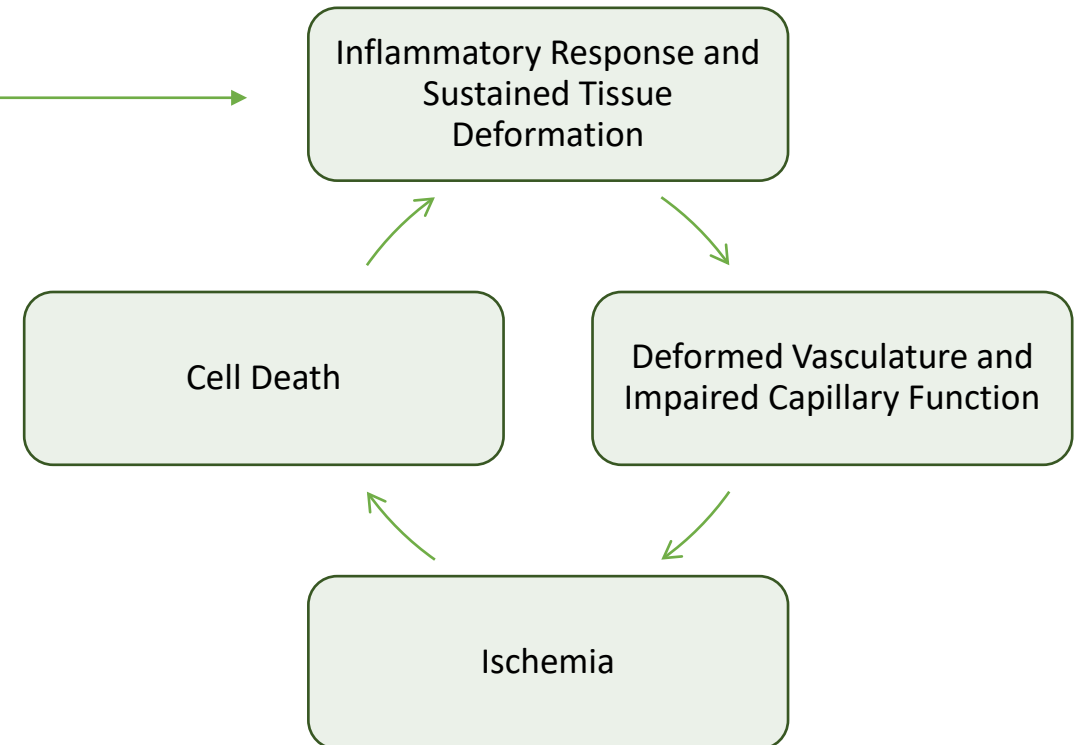 Inflammatory Response and
Sustained Tissue
Deformation
Cell Death
Deformed Vasculature and
Impaired Capillary Function
Ischemia